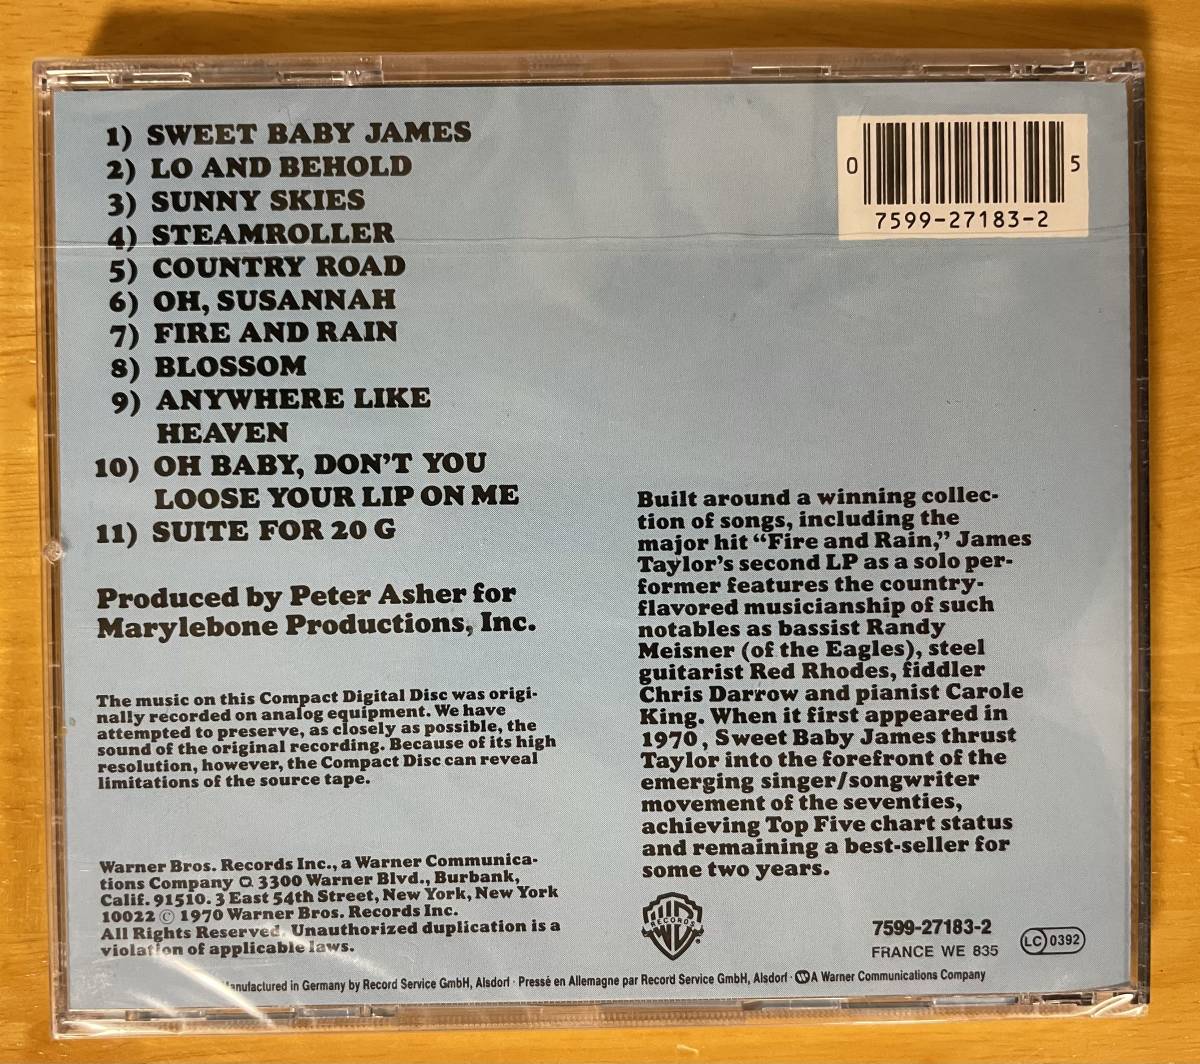 1) SWEET BABY JAMES
2) LO AND BEHOLD
3) SUNNY SKIES
4) STEAMROLLER
5) COUNTRY ROAD
6) OH, SUSANNAH
7) FIRE AND RAIN
8) BLOSSOM
9) ANYWHERE LIKE
HEAVEN
10) OH BABY, DON'T YOU
LOOSE YOUR LIP ON ME
11) SUITE FOR 20 G
Produced by Peter Asher for
Marylebone Productions, Inc.
The music on this Compact Digital Disc was origi-
nally recorded on analog equipment. We have
attempted to preserve, as closely as possible, the
sound of the original recording. Because of its high
resolution, however, the Compact Disc can reveal
limitations of the source tape.
Warner Bros. Records Inc., a Warner Communica-
tions Company 3300 Warner Blvd., Burbank,
Calif. 91510. 3 East 54th Street, New York, New York
10022 © 1970 Warner Bros. Records Inc.
All Rights Reserved. Unauthorized duplication is a
violation of applicable laws.
0 5
7599-27183-2
Built around a winning collec-
tion of songs, including the
major hit “Fire and Rain,” James
Taylor's second LP as a solo per-
former features the country-
flavored musicianship of such
notables as bassist Randy
Meisner (of the Eagles), steel
guitarist Red Rhodes, fiddler
Chris Darrow and pianist Carole
King. When it first appeared in
1970, Sweet Baby James thrust
Taylor into the forefront of the
emerging singer/songwriter
movement of the seventies,
achieving Top Five chart status
and remaining a best-seller for
some two years.
RECORDS
7599-27183-2
FRANCE WE 835
LC 0392
in Germany by Record Service GmbH, Alsdorf · Pressé en Allemagne par Record Service GmbH, Alsdorf · A Warner Communications Company